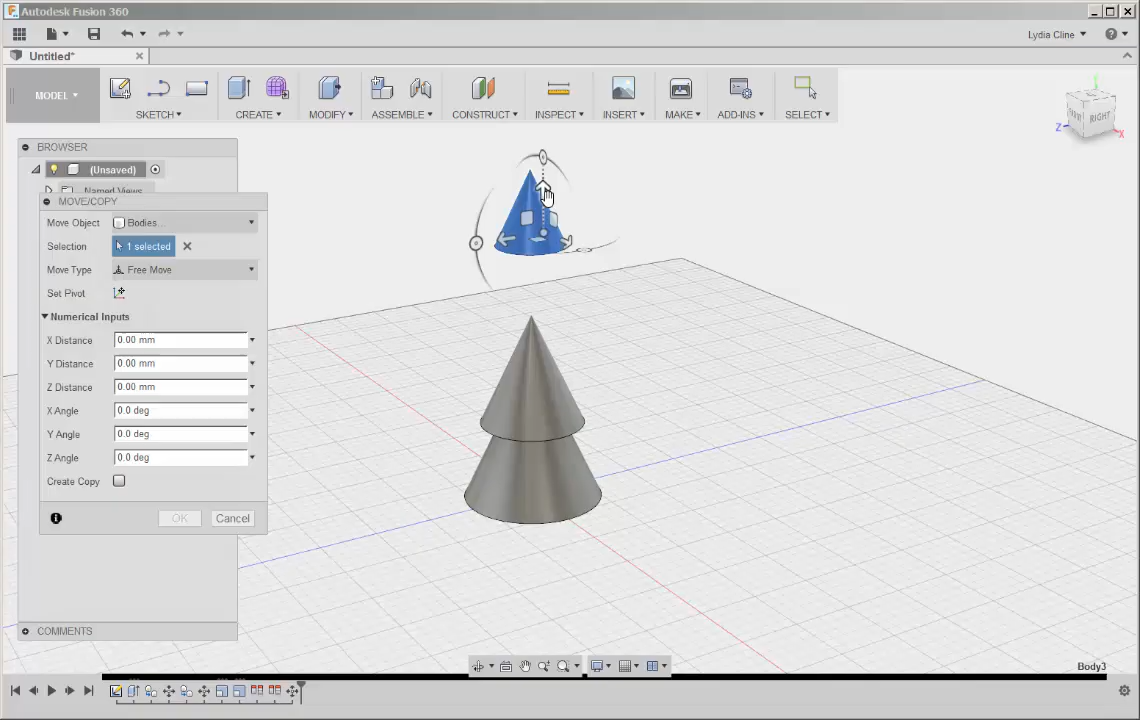 Autodesk Fusion 360
Lydia Cline
Untitled*
MODEL
SKETCH
CREATE
MODIFY
ASSEMBLE
CONSTRUCT
INSPECT
INSERT
MAKE
ADD-INS
SELECT
RIGHT
Z
X
BROWSER
(Unsaved)
Named Views
MOVE/COPY
Move Object Bodies...
Selection 1 selected
Move Type Free Move
Set Pivot
Numerical Inputs
X Distance 0.00 mm
Y Distance 0.00 mm
Z Distance 0.00 mm
X Angle 0.0 deg
Y Angle 0.0 deg
Z Angle 0.0 deg
Create Copy
OK Cancel
COMMENTS
Body3